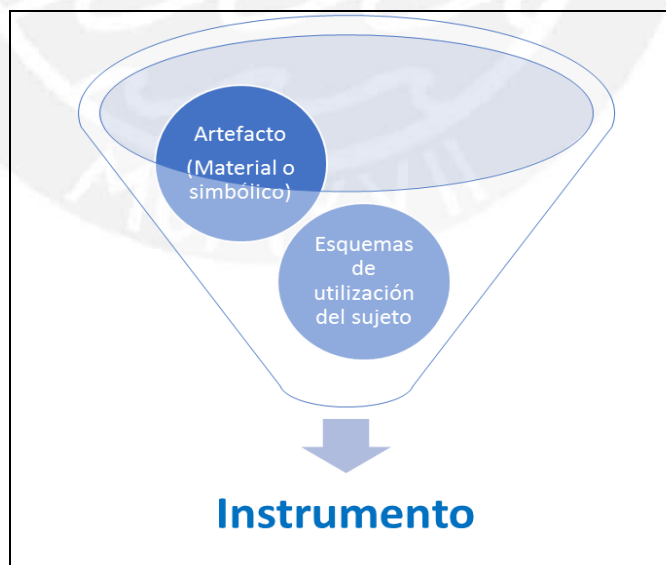 Artefacto
(Material o
simbólico)
Esquemas
de
utilización
del sujeto
Instrumento